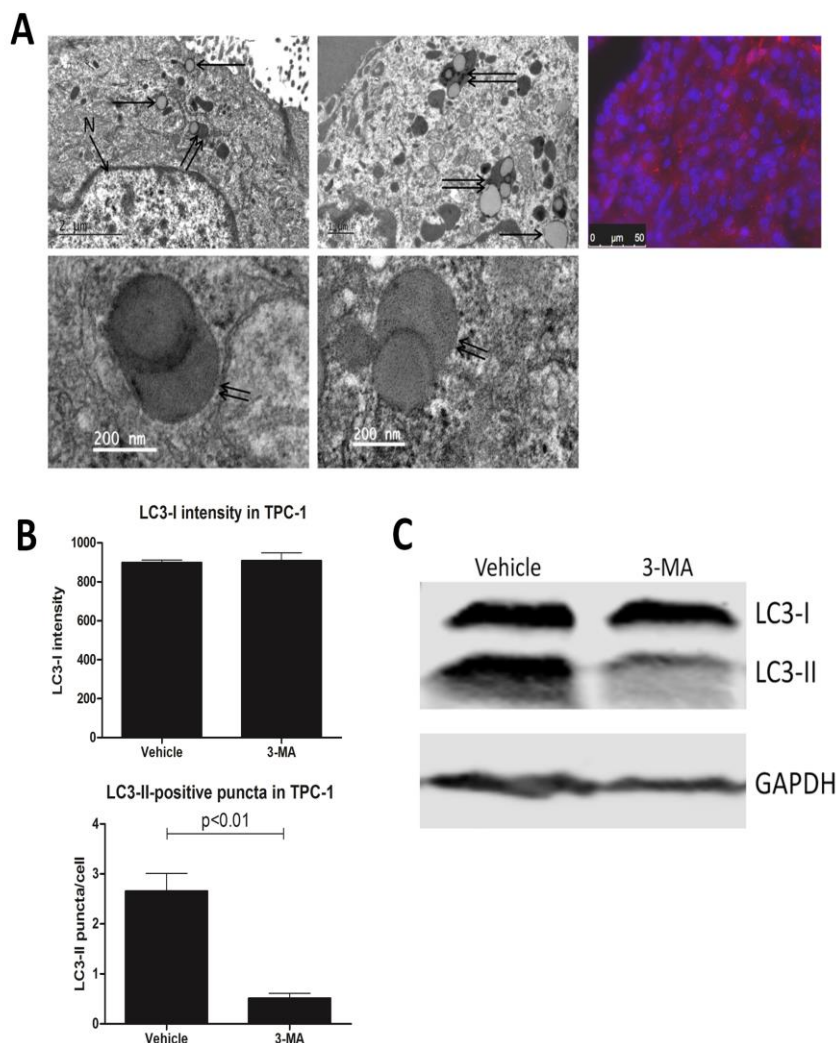 A
N
2 µm
0 µm 50
200 nm
200 nm
B
LC3-I intensity in TPC-1
LC3-I intensity
1000
800
600
400
200
0
Vehicle
3-MA
LC3-II-positive puncta in TPC-1
p<0.01
LC3-II puncta/cell
4
3
2
1
0
Vehicle
3-MA
C
Vehicle 3-MA
LC3-I
LC3-II
GAPDH